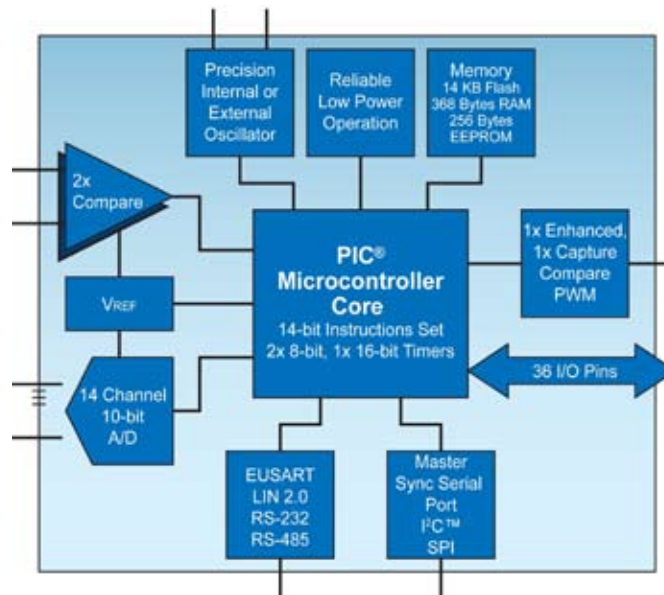 Precision
Internal or
External
Oscillator
Reliable
Low Power
Operation
Memory
14 KB Flash
368 Bytes RAM
256 Bytes
EEPROM
2x
Compare
PIC®
Microcontroller
Core
14-bit Instructions Set
2x 8-bit, 1x 16-bit Timers
1x Enhanced,
1x Capture
Compare
PWM
VREF
14 Channel
10-bit
A/D
36 I/O Pins
EUSART
LIN 2.0
RS-232
RS-485
Master
Sync Serial
Port
I²C™
SPI